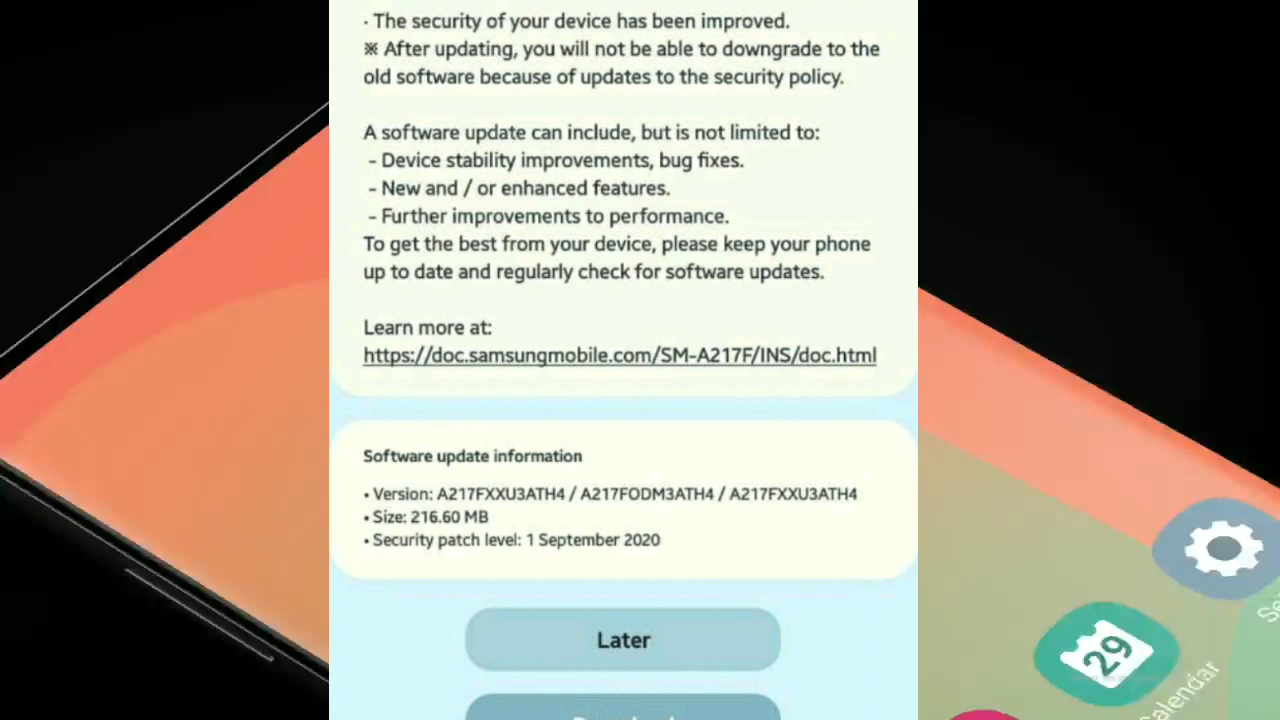 · The security of your device has been improved.
※ After updating, you will not be able to downgrade to the
old software because of updates to the security policy.
A software update can include, but is not limited to:
- Device stability improvements, bug fixes.
- New and / or enhanced features.
- Further improvements to performance.
To get the best from your device, please keep your phone
up to date and regularly check for software updates.
Learn more at:
https://doc.samsungmobile.com/SM-A217F/INS/doc.html
Software update information
• Version: A217FXXU3ATH4 / A217FODM3ATH4 / A217FXXU3ATH4
• Size: 216.60 MB
• Security patch level: 1 September 2020
Later
29
Calendar